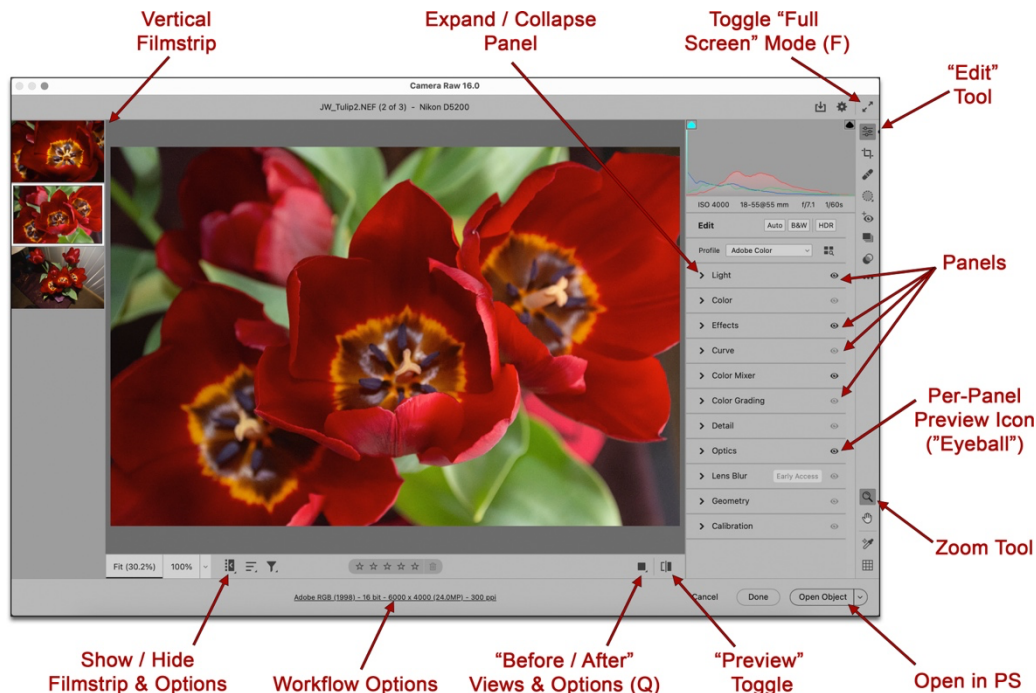 Vertical
Filmstrip
Expand / Collapse
Panel
Toggle “Full
Screen” Mode (F)
“Edit”
Tool
Camera Raw 16.0
JW_Tulip2.NEF (2 of 3) - Nikon D5200
ISO 4000 18-55@55 mm f/7.1 1/60s
Edit Auto B&W HDR
Profile Adobe Color
Light
Color
Effects
Curve
Color Mixer
Color Grading
Detail
Optics
Lens Blur Early Access
Geometry
Calibration
Panels
Per-Panel
Preview Icon
("Eyeball”)
Zoom Tool
Fit (30.2%) 100%
Adobe RGB (1998) - 16 bit - 6000 x 4000 (24.0MP) - 300 ppi
Cancel Done Open Object
Show / Hide
Filmstrip & Options
Workflow Options
“Before / After”
Views & Options (Q)
“Preview”
Toggle
Open in PS